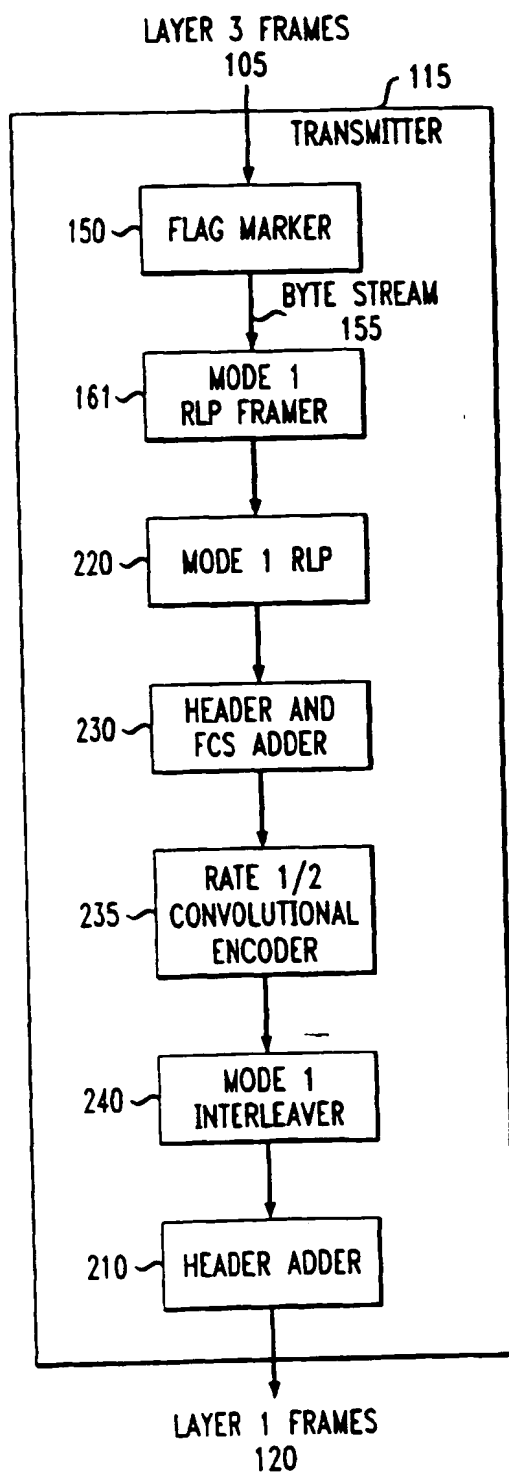 LAYER 3 FRAMES
105
115
TRANSMITTER
150
FLAG MARKER
BYTE STREAM
155
161
MODE 1
RLP FRAMER
220
MODE 1 RLP
230
HEADER AND
FCS ADDER
235
RATE 1/2
CONVOLUTIONAL
ENCODER
240
MODE 1
INTERLEAVER
210
HEADER ADDER
LAYER 1 FRAMES
120